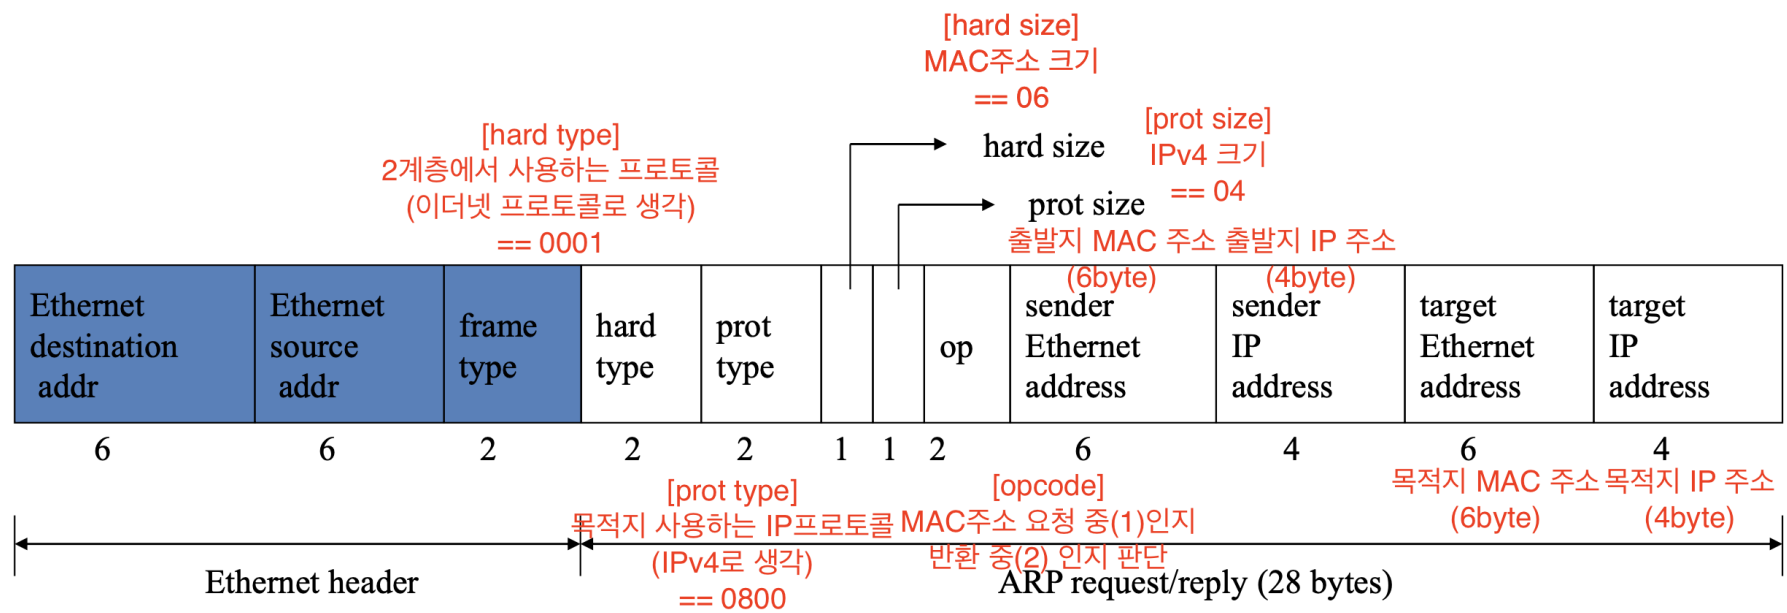 [hard size]
MAC주소 크기
== 06
[hard type]
2계층에서 사용하는 프로토콜
(이더넷 프로토콜로 생각)
== 0001
hard size
[prot size]
IPv4 크기
== 04
prot size
출발지 MAC 주소
(6byte)
출발지 IP 주소
(4byte)
Ethernet
destination
addr
Ethernet
source
addr
frame
type
hard
type
prot
type
op
sender
Ethernet
address
sender
IP
address
target
Ethernet
address
target
IP
address
6
6
2
2
2
1
1
2
6
4
6
4
[prot type]
목적지 사용하는 IP프로토콜
(IPv4로 생각)
== 0800
[opcode]
MAC주소 요청 중(1)인지
반환 중(2) 인지 판단
목적지 MAC 주소
(6byte)
목적지 IP 주소
(4byte)
Ethernet header
ARP request/reply (28 bytes)